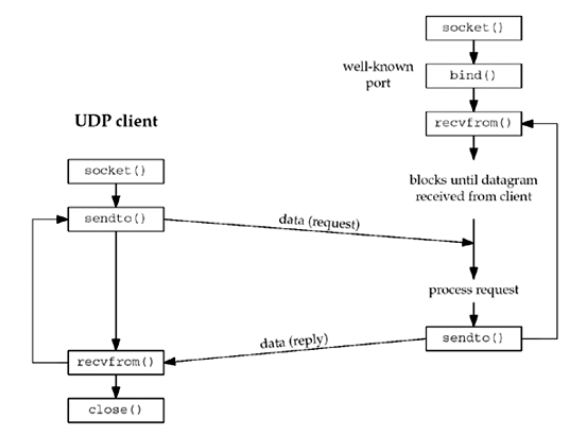 socket()
well-known
port
bind()
recvfrom()
UDP client
socket()
blocks until datagram
received from client
sendto()
data (request)
process request
data (reply)
sendto()
recvfrom()
close()